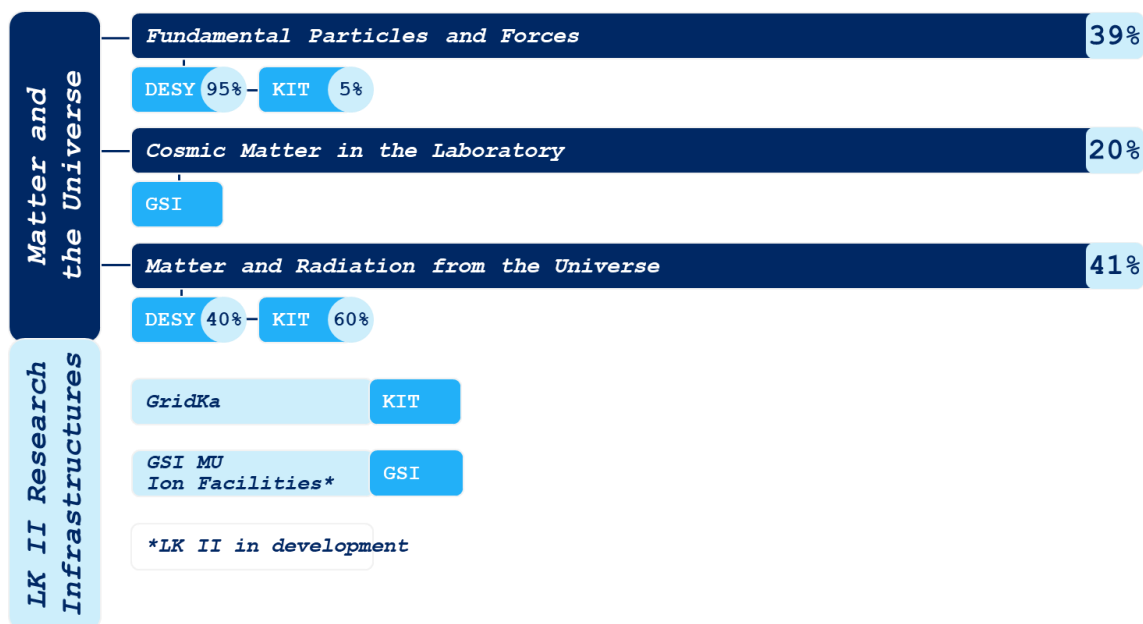 Matter and
the Universe
Fundamental Particles and Forces 39%
DESY 95% KIT 5%
Cosmic Matter in the Laboratory 20%
GSI
Matter and Radiation from the Universe 41%
DESY 40% KIT 60%
LK II Research
Infrastructures
GridKa KIT
GSI MU
Ion Facilities* GSI
*LK II in development